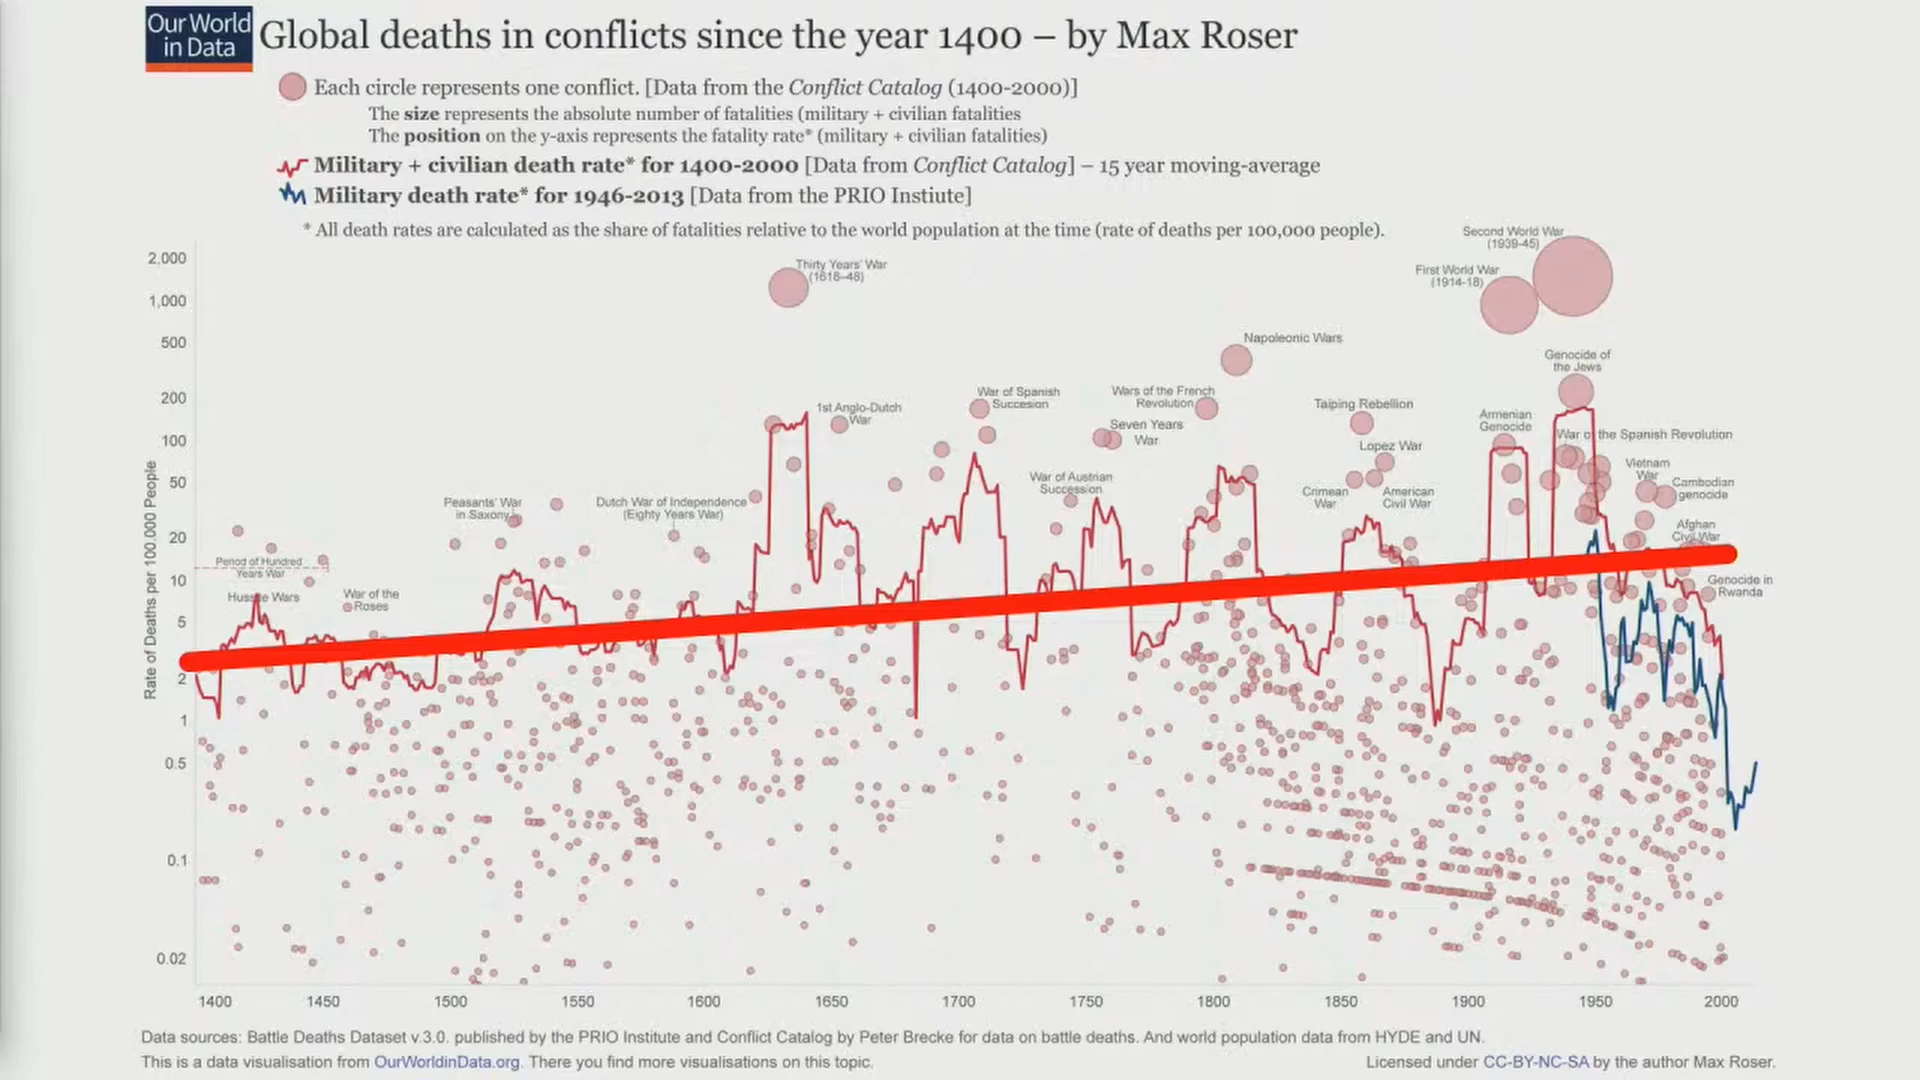 Our World
in Data
Global deaths in conflicts since the year 1400 – by Max Roser
Each circle represents one conflict. [Data from the Conflict Catalog (1400-2000)]
The size represents the absolute number of fatalities (military + civilian fatalities
The position on the y-axis represents the fatality rate* (military + civilian fatalities)
Military + civilian death rate* for 1400-2000 [Data from Conflict Catalog] – 15 year moving-average
Military death rate* for 1946-2013 [Data from the PRIO Instiute]
* All death rates are calculated as the share of fatalities relative to the world population at the time (rate of deaths per 100,000 people).
Rate of Deaths per 100,000 People
2,000
1,000
500
200
100
50
20
10
5
2
1
0.5
0.1
0.02
Second World War
(1939-45)
First World War
(1914-18)
Thirty Years' War
(1618–48)
Napoleonic Wars
Genocide of
the Jews
War of Spanish
Succesion
Wars of the French
Revolution
1st Anglo-Dutch
War
Taiping Rebellion
Armenian
Genocide
Seven Years
War
War of the Spanish Revolution
Lopez War
Vietnam
War
War of Austrian
Succession
Cambodian
genocide
Crimean
War
American
Civil War
Peasants' War
in Saxony
Dutch War of Independence
(Eighty Years War)
Afghan
Civil War
Period of Hundred
Years War
Hussite Wars
War of the
Roses
Genocide in
Rwanda
1400
1450
1500
1550
1600
1650
1700
1750
1800
1850
1900
1950
2000
Data sources: Battle Deaths Dataset v.3.0. published by the PRIO Institute and Conflict Catalog by Peter Brecke for data on battle deaths. And world population data from HYDE and UN.
This is a data visualisation from OurWorldinData.org. There you find more visualisations on this topic.
Licensed under CC-BY-NC-SA by the author Max Roser.